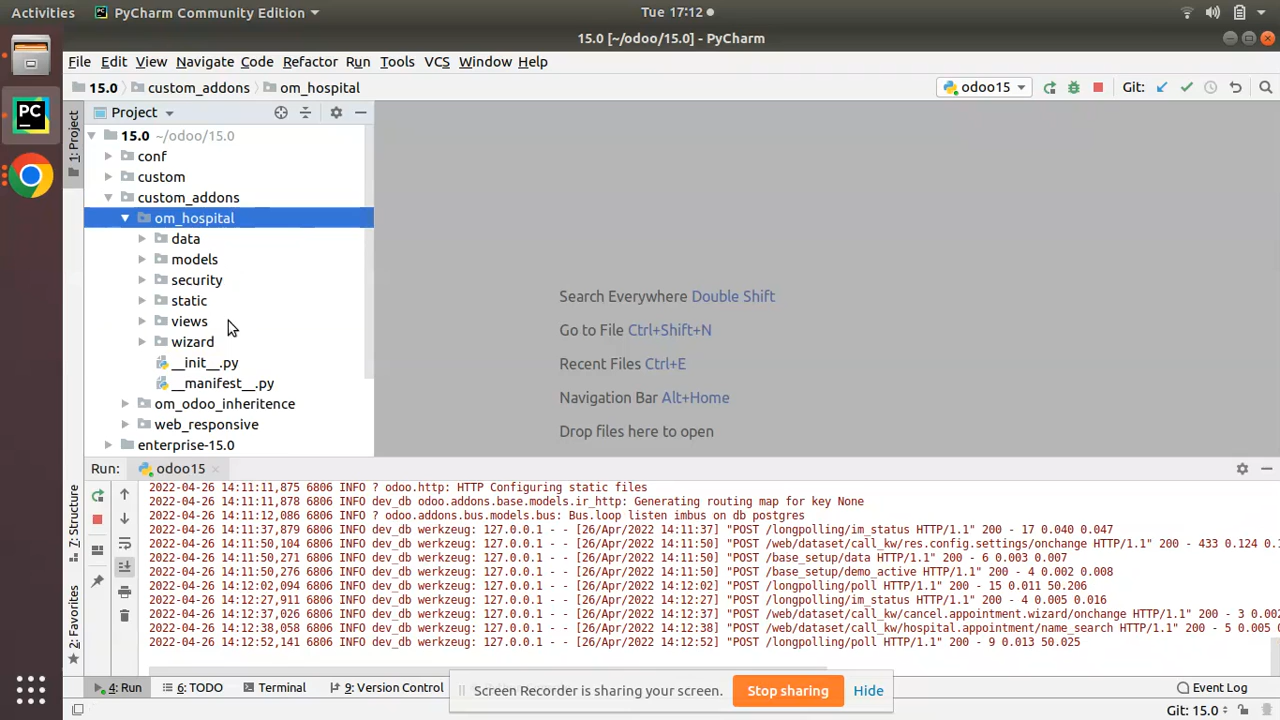 Activities PyCharm Community Edition Tue 17:12
15.0 [~/odoo/15.0] - PyCharm
File Edit View Navigate Code Refactor Run Tools VCS Window Help
15.0 custom_addons om_hospital odoo15 Git:
1: Project
Project
15.0 ~/odoo/15.0
conf
custom
custom_addons
om_hospital
data
models
security
static
views
wizard
__init__.py
__manifest__.py
om_odoo_inheritence
web_responsive
enterprise-15.0
Search Everywhere Double Shift
Go to File Ctrl+Shift+N
Recent Files Ctrl+E
Navigation Bar Alt+Home
Drop files here to open
Run: odoo15
7: Structure
2: Favorites
2022-04-26 14:11:11,875 6806 INFO ? odoo.http: HTTP Configuring static files
2022-04-26 14:11:11,878 6806 INFO dev_db odoo.addons.base.models.ir_http: Generating routing map for key None
2022-04-26 14:11:12,086 6806 INFO ? odoo.addons.bus.models.bus: Bus.loop listen imbus on db postgres
2022-04-26 14:11:37,879 6806 INFO dev_db werkzeug: 127.0.0.1 - - [26/Apr/2022 14:11:37] "POST /longpolling/im_status HTTP/1.1" 200 - 17 0.040 0.047
2022-04-26 14:11:50,104 6806 INFO dev_db werkzeug: 127.0.0.1 - - [26/Apr/2022 14:11:50] "POST /web/dataset/call_kw/res.config.settings/onchange HTTP/1.1" 200 - 433 0.124 0.1
2022-04-26 14:11:50,271 6806 INFO dev_db werkzeug: 127.0.0.1 - - [26/Apr/2022 14:11:50] "POST /base_setup/data HTTP/1.1" 200 - 6 0.003 0.007
2022-04-26 14:11:50,276 6806 INFO dev_db werkzeug: 127.0.0.1 - - [26/Apr/2022 14:11:50] "POST /base_setup/demo_active HTTP/1.1" 200 - 4 0.002 0.008
2022-04-26 14:12:02,094 6806 INFO dev_db werkzeug: 127.0.0.1 - - [26/Apr/2022 14:12:02] "POST /longpolling/poll HTTP/1.1" 200 - 15 0.011 50.206
2022-04-26 14:12:27,911 6806 INFO dev_db werkzeug: 127.0.0.1 - - [26/Apr/2022 14:12:27] "POST /longpolling/im_status HTTP/1.1" 200 - 4 0.005 0.016
2022-04-26 14:12:37,026 6806 INFO dev_db werkzeug: 127.0.0.1 - - [26/Apr/2022 14:12:37] "POST /web/dataset/call_kw/cancel.appointment.wizard/onchange HTTP/1.1" 200 - 3 0.002
2022-04-26 14:12:38,058 6806 INFO dev_db werkzeug: 127.0.0.1 - - [26/Apr/2022 14:12:38] "POST /web/dataset/call_kw/hospital.appointment/name_search HTTP/1.1" 200 - 5 0.005 0
2022-04-26 14:12:52,141 6806 INFO dev_db werkzeug: 127.0.0.1 - - [26/Apr/2022 14:12:52] "POST /longpolling/poll HTTP/1.1" 200 - 9 0.013 50.025
4: Run 6: TODO Terminal 9: Version Control Event Log
Screen Recorder is sharing your screen. Stop sharing Hide
Git: 15.0